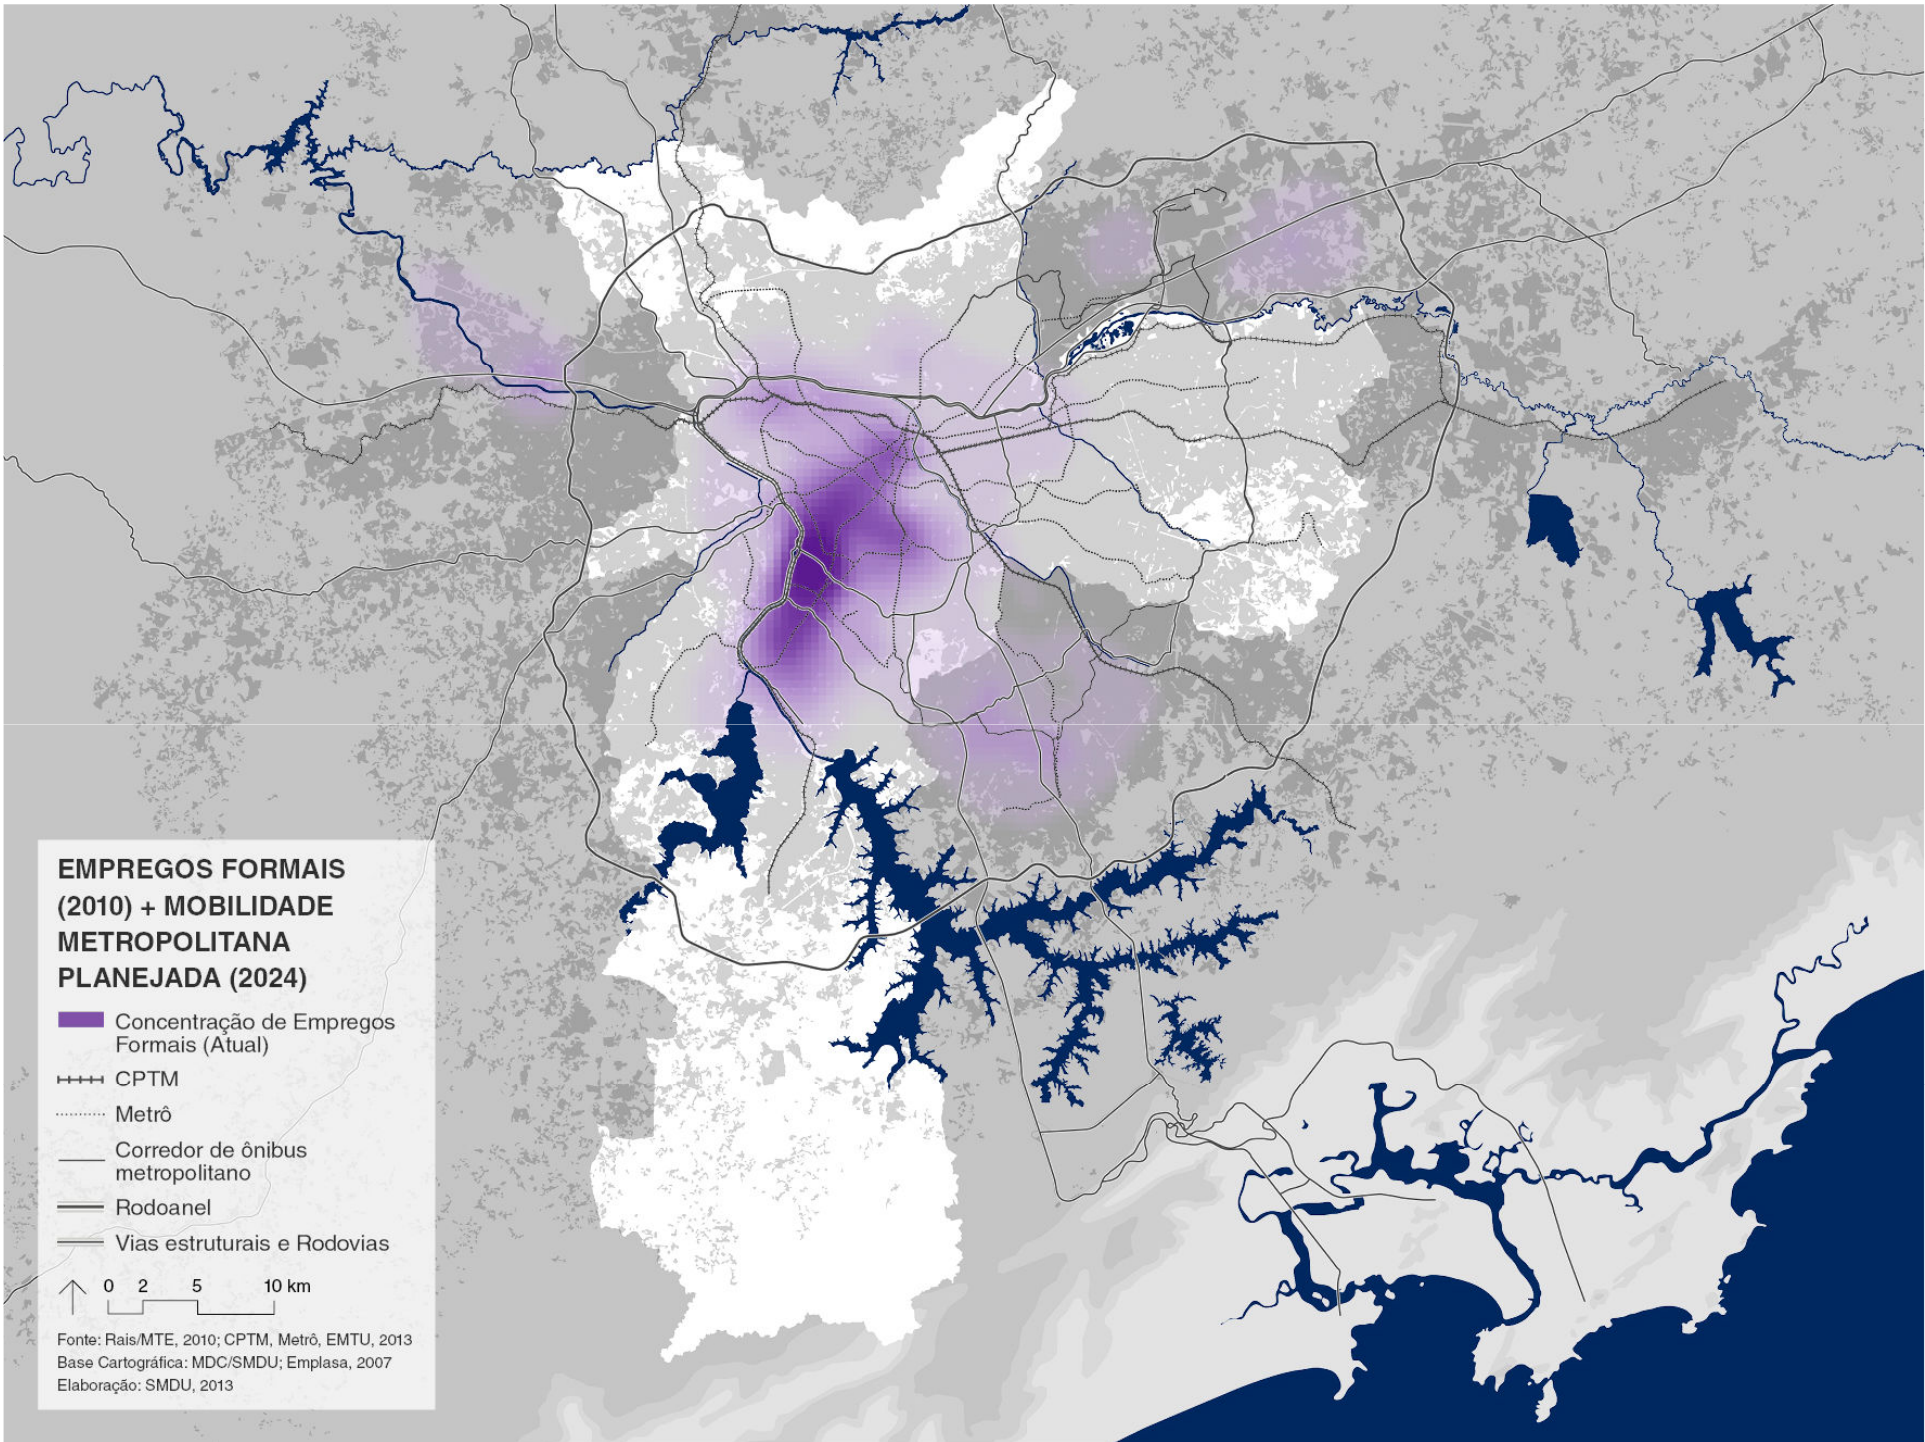 EMPREGOS FORMAIS
(2010) + MOBILIDADE
METROPOLITANA
PLANEJADA (2024)
Concentração de Empregos
Formais (Atual)
CPTM
Metrô
Corredor de ônibus
metropolitano
Rodoanel
Vias estruturais e Rodovias
0 2 5 10 km
Fonte: Rais/MTE, 2010; CPTM, Metrô, EMTU, 2013
Base Cartográfica: MDC/SMDU; Emplasa, 2007
Elaboração: SMDU, 2013